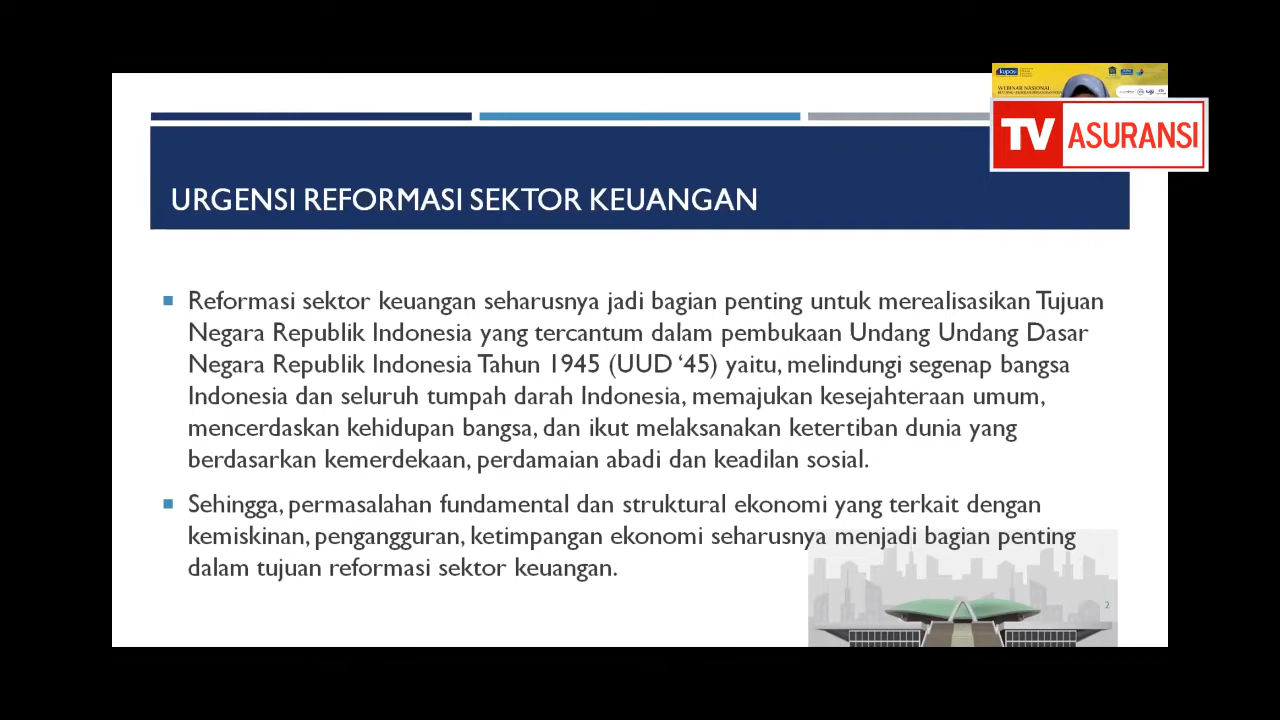 kupasi
WEBINAR NASIONAL
TV ASURANSI
URGENSI REFORMASI SEKTOR KEUANGAN
Reformasi sektor keuangan seharusnya jadi bagian penting untuk merealisasikan Tujuan
Negara Republik Indonesia yang tercantum dalam pembukaan Undang Undang Dasar
Negara Republik Indonesia Tahun 1945 (UUD ‘45) yaitu, melindungi segenap bangsa
Indonesia dan seluruh tumpah darah Indonesia, memajukan kesejahteraan umum,
mencerdaskan kehidupan bangsa, dan ikut melaksanakan ketertiban dunia yang
berdasarkan kemerdekaan, perdamaian abadi dan keadilan sosial.
Sehingga, permasalahan fundamental dan struktural ekonomi yang terkait dengan
kemiskinan, pengangguran, ketimpangan ekonomi seharusnya menjadi bagian penting
dalam tujuan reformasi sektor keuangan.
2